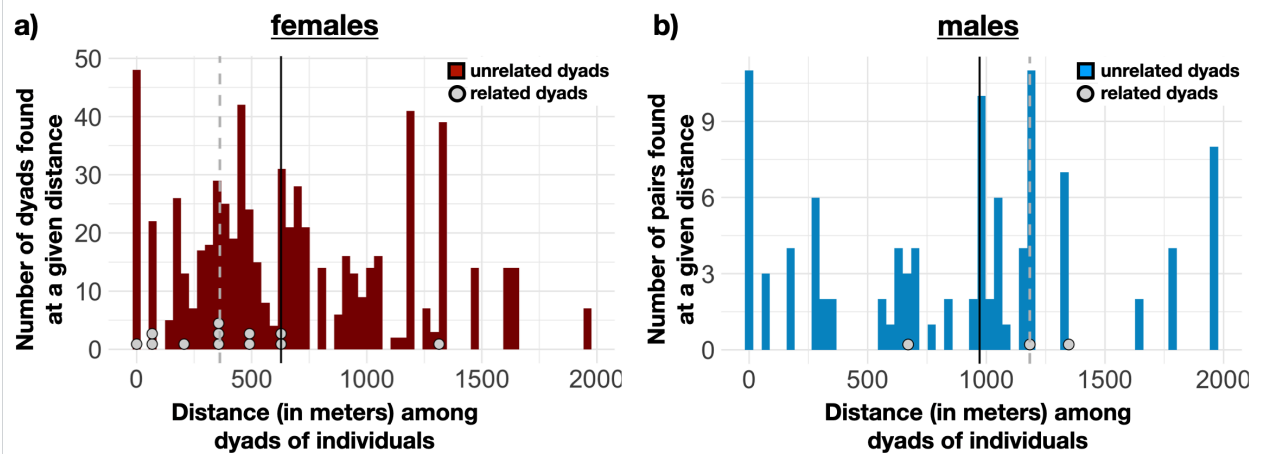 a)
females
unrelated dyads
related dyads
Number of dyads found
at a given distance
50
40
30
20
10
0
0
500
1000
1500
2000
Distance (in meters) among
dyads of individuals
b)
males
unrelated dyads
related dyads
Number of pairs found
at a given distance
9
6
3
0
0
500
1000
1500
2000
Distance (in meters) among
dyads of individuals